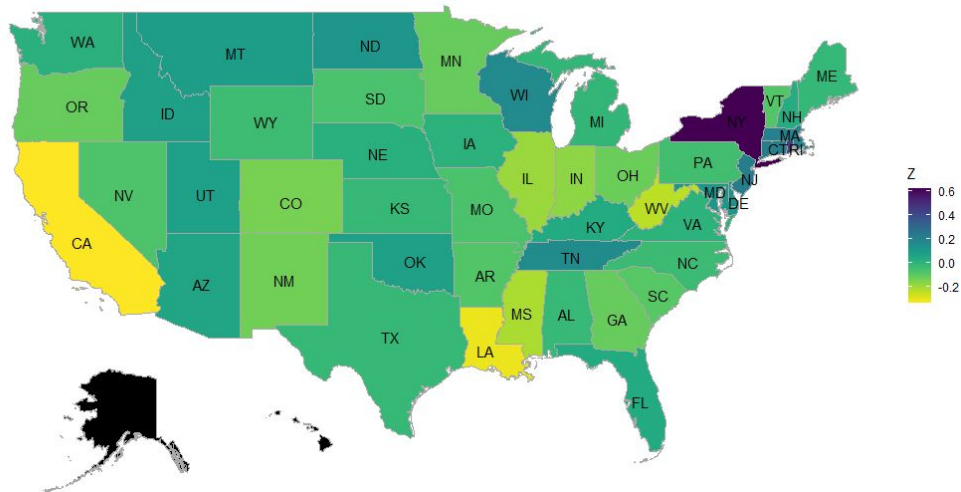 WA
MT
ND
MN
ME
OR
ID
WY
SD
WI
MI
VT
NH
NY
MA
CT RI
NV
UT
CO
NE
IA
IL
IN
OH
PA
NJ
MD
DE
CA
KS
MO
WV
VA
KY
AZ
NM
OK
AR
TN
NC
SC
TX
LA
MS
AL
GA
FL
Z
0.6
0.4
0.2
0.0
-0.2